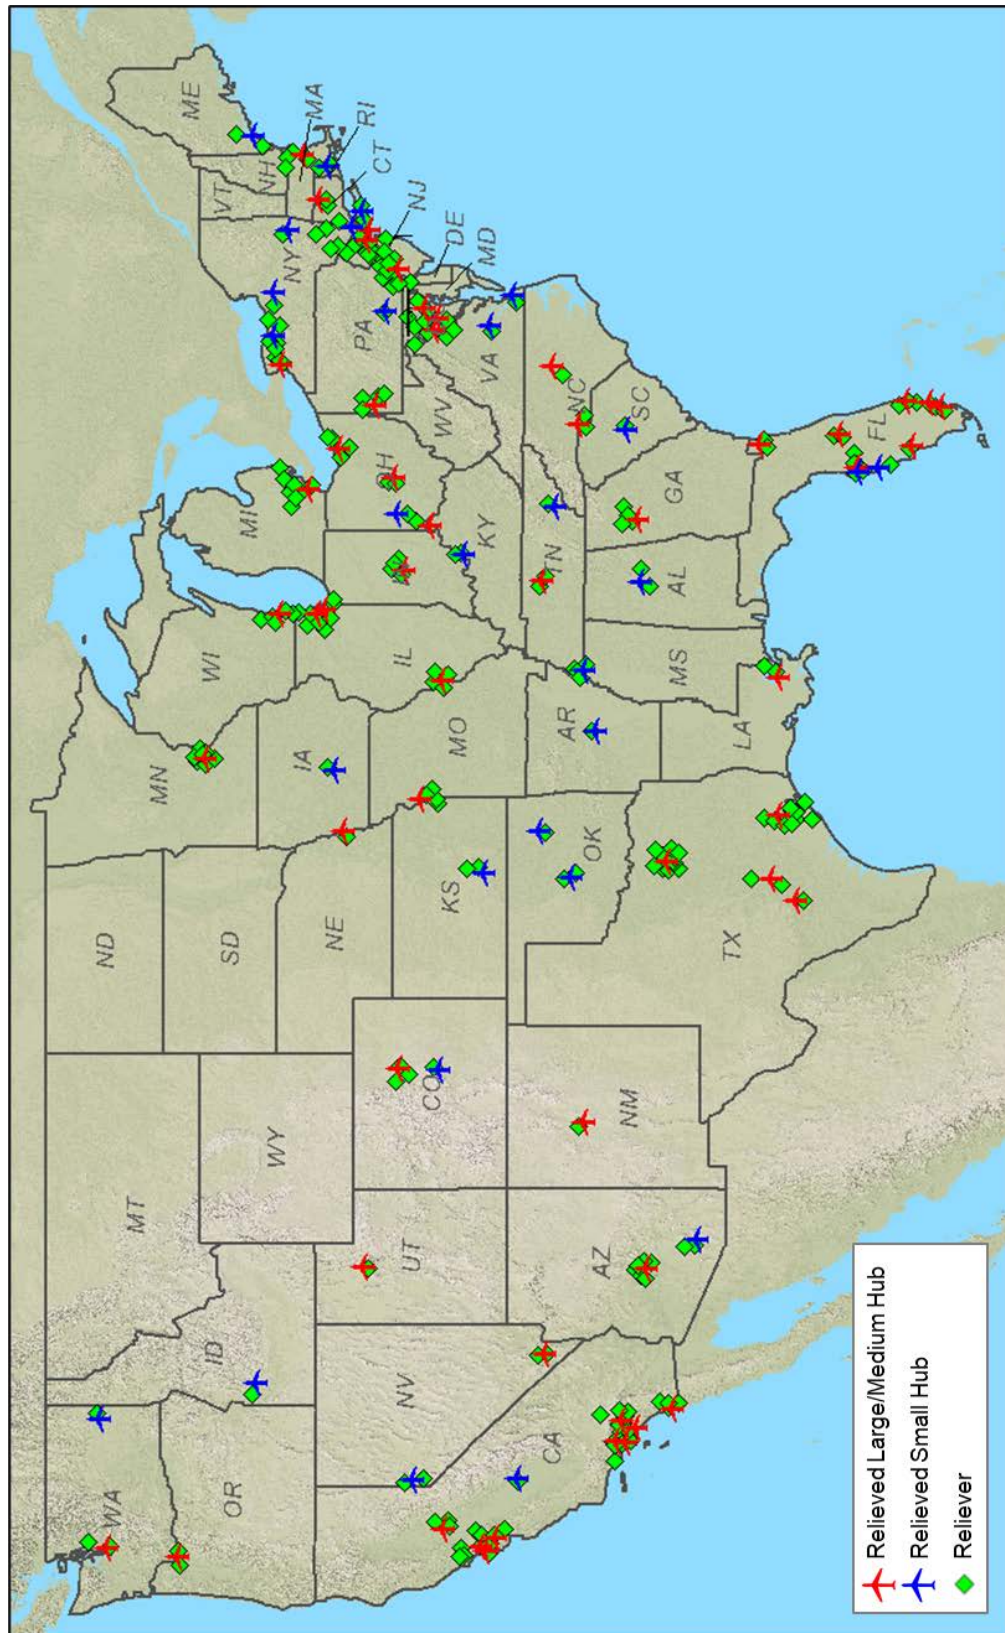 WA
MT
ND
MN
ME
OR
ID
WY
SD
WI
MI
VT
NH
NY
MA
RI
CT
NJ
DE
MD
NV
UT
CO
NE
IA
IL
OH
PA
WV
VA
CA
AZ
NM
KS
MO
KY
TN
NC
SC
OK
AR
MS
AL
GA
TX
LA
FL
Relieved Large/Medium Hub
Relieved Small Hub
Reliever